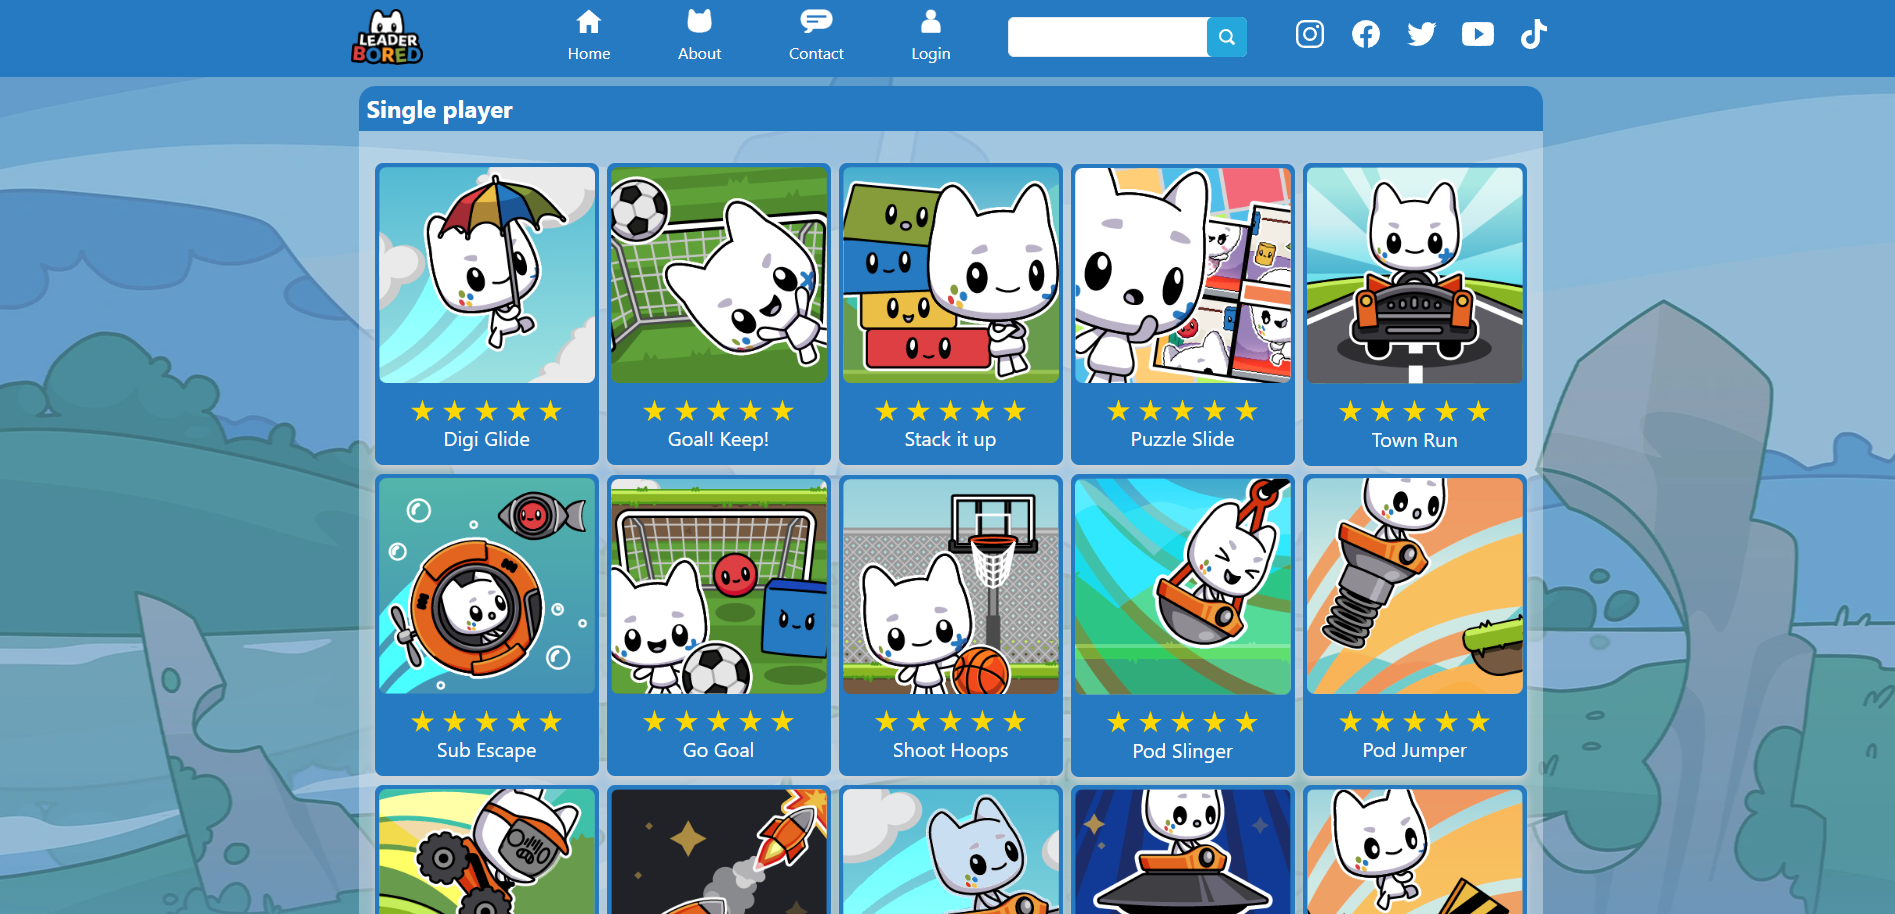 LEADER
BORED
Home
About
Contact
Login
Single player
Digi Glide
Goal! Keep!
Stack it up
Puzzle Slide
Town Run
Sub Escape
Go Goal
Shoot Hoops
Pod Slinger
Pod Jumper